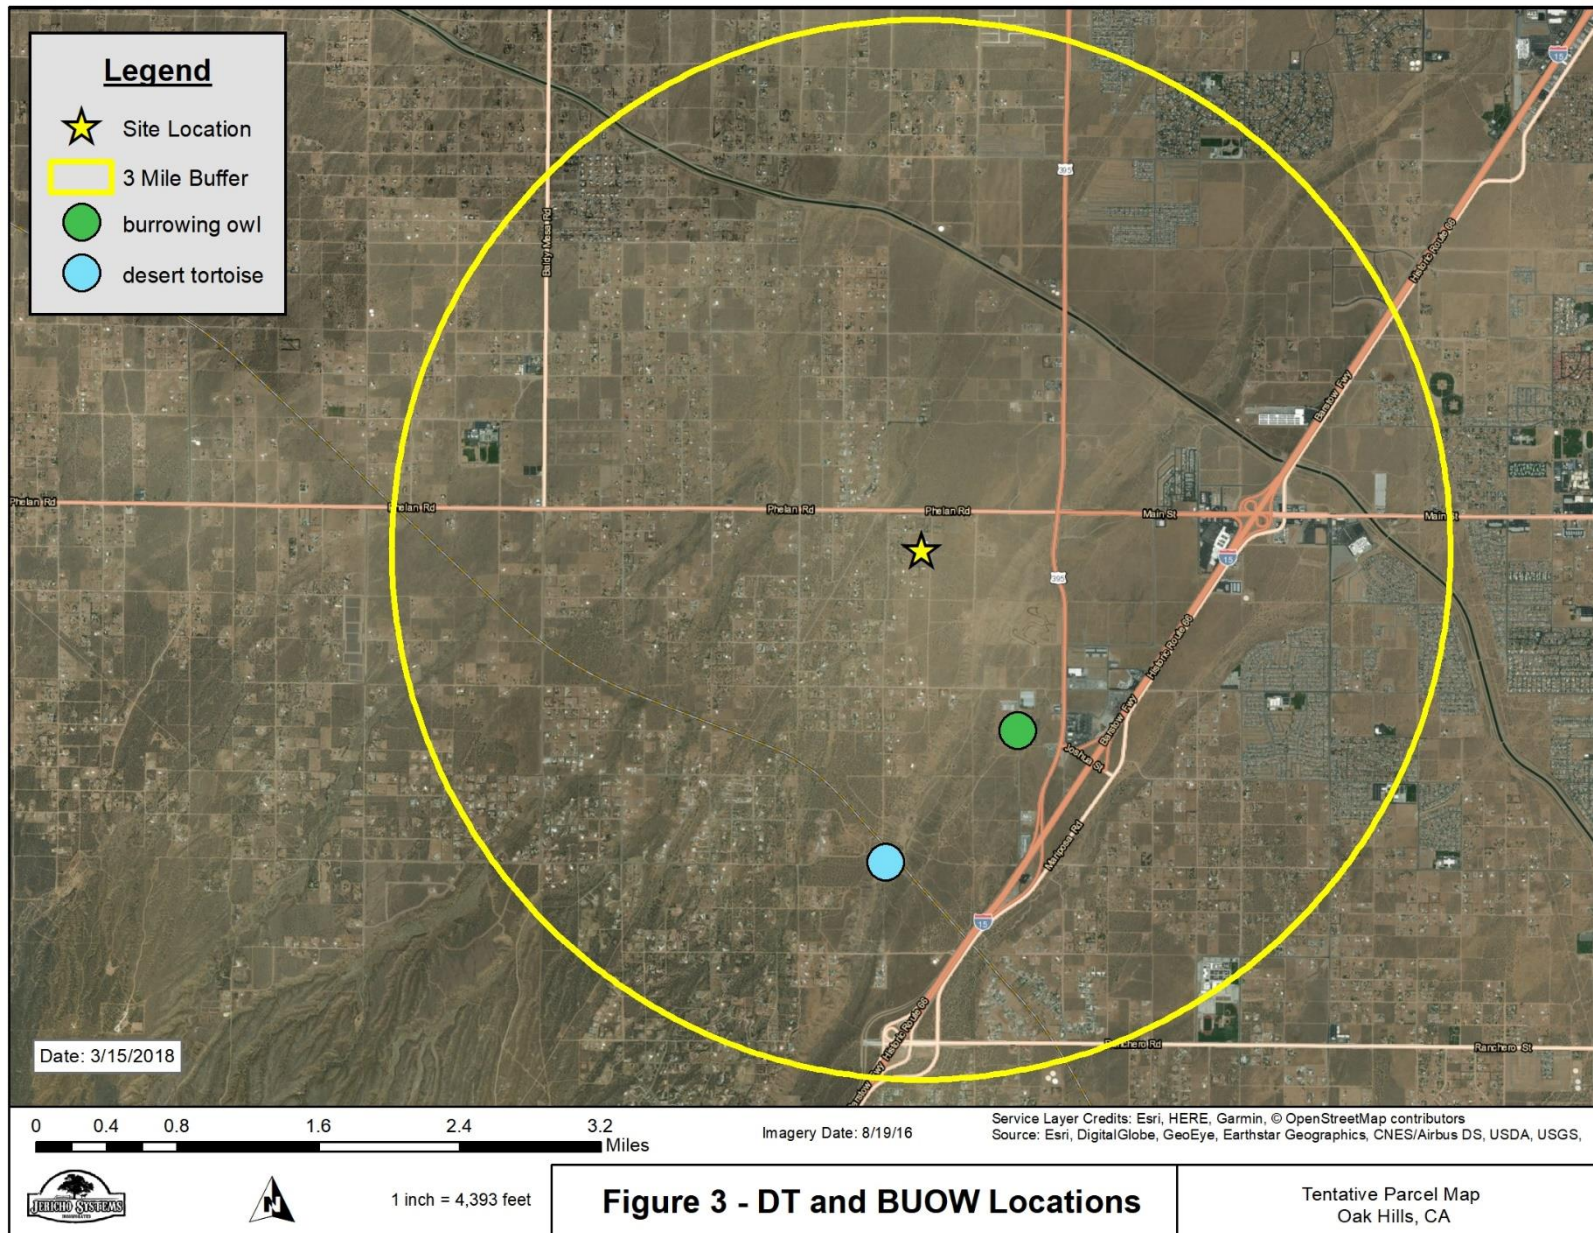 Legend
Site Location
3 Mile Buffer
burrowing owl
desert tortoise
15
395
Historic Route 66
Baldy Mesa Rd
Barstow Fwy
Phelan Rd
Phelan Rd
Phelan Rd
Phelan Rd
Main St
Main St
15
395
Historic Route 66
Barstow Fwy
Joshua St
Mariposa Rd
15
Historic Route 66
Ranchero Rd
Ranchero St
Date: 3/15/2018
0 0.4 0.8 1.6 2.4 3.2
Miles
Imagery Date: 8/19/16
Service Layer Credits: Esri, HERE, Garmin, © OpenStreetMap contributors
Source: Esri, DigitalGlobe, GeoEye, Earthstar Geographics, CNES/Airbus DS, USDA, USGS,
JERICHO SYSTEMS
INCORPORATED
N
1 inch = 4,393 feet
Figure 3 - DT and BUOW Locations
Tentative Parcel Map
Oak Hills, CA